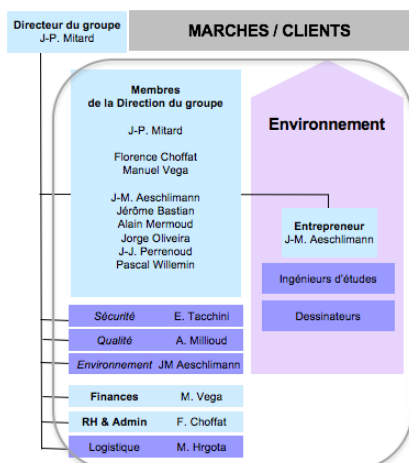 Directeur du groupe
J-P. Mitard
MARCHES / CLIENTS
Membres
de la Direction du groupe
J-P. Mitard
Florence Choffat
Manuel Vega
J-M. Aeschlimann
Jérôme Bastian
Alain Mermoud
Jorge Oliveira
J-J. Perrenoud
Pascal Willemin
Environnement
Entrepreneur
J-M. Aeschlimann
Ingénieurs d'études
Dessinateurs
Sécurité E. Tacchini
Qualité A. Millioud
Environnement JM Aeschlimann
Finances M. Vega
RH & Admin F. Choffat
Logistique M. Hrgota